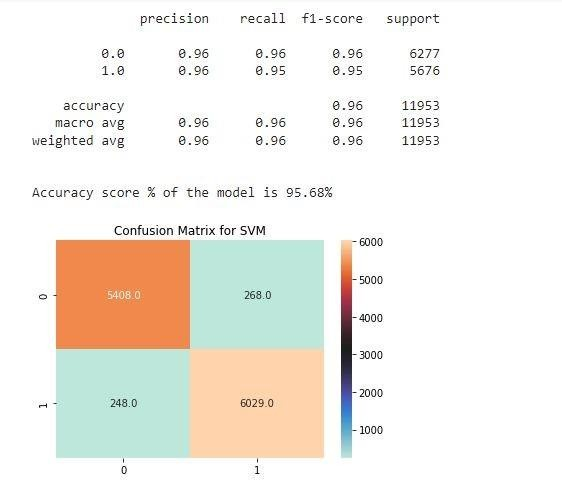 precision recall f1-score support
0.0 0.96 0.96 0.96 6277
1.0 0.96 0.95 0.95 5676
accuracy 0.96 11953
macro avg 0.96 0.96 0.96 11953
weighted avg 0.96 0.96 0.96 11953
Accuracy score % of the model is 95.68%
Confusion Matrix for SVM
6000
5000
4000
3000
2000
1000
0 5408.0 268.0
1 248.0 6029.0
0 1